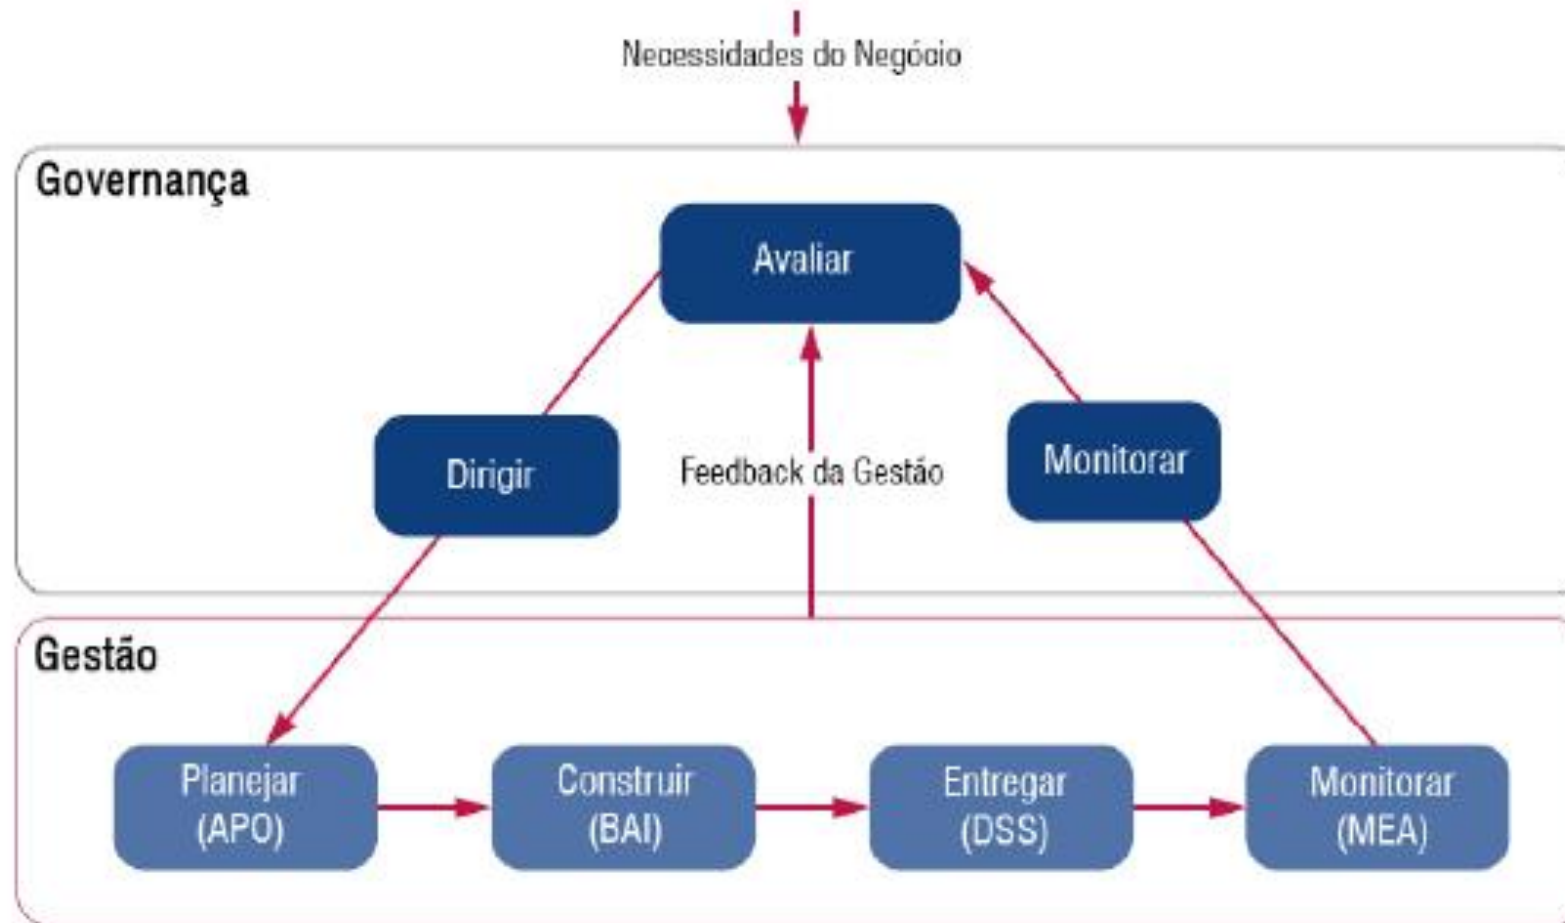 Necessidades do Negócio
Governança
Avaliar
Dirigir
Feedback da Gestão
Monitorar
Gestão
Planejar
(APO)
Construir
(BAI)
Entregar
(DSS)
Monitorar
(MEA)